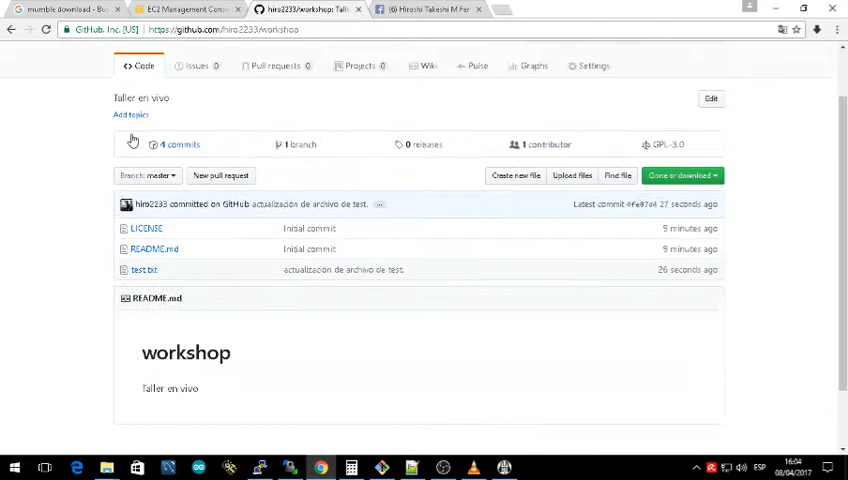 mumble download - Bus
EC2 Management Conso
hiro2233/workshop: Talle
(6) Hiroshi Takeshi M Fer
GitHub, Inc. [US] https://github.com/hiro2233/workshop
Code Issues 0 Pull requests 0 Projects 0 Wiki Pulse Graphs Settings
Taller en vivo Edit
Add topics
4 commits 1 branch 0 releases 1 contributor GPL-3.0
Branch: master New pull request Create new file Upload files Find file Clone or download
hiro2233 committed on GitHub actualización de archivo de test. ... Latest commit 4fe87d4 27 seconds ago
LICENSE Initial commit 9 minutes ago
README.md Initial commit 9 minutes ago
test.txt actualización de archivo de test. 26 seconds ago
README.md
workshop
Taller en vivo
ESP
16:04
08/04/2017